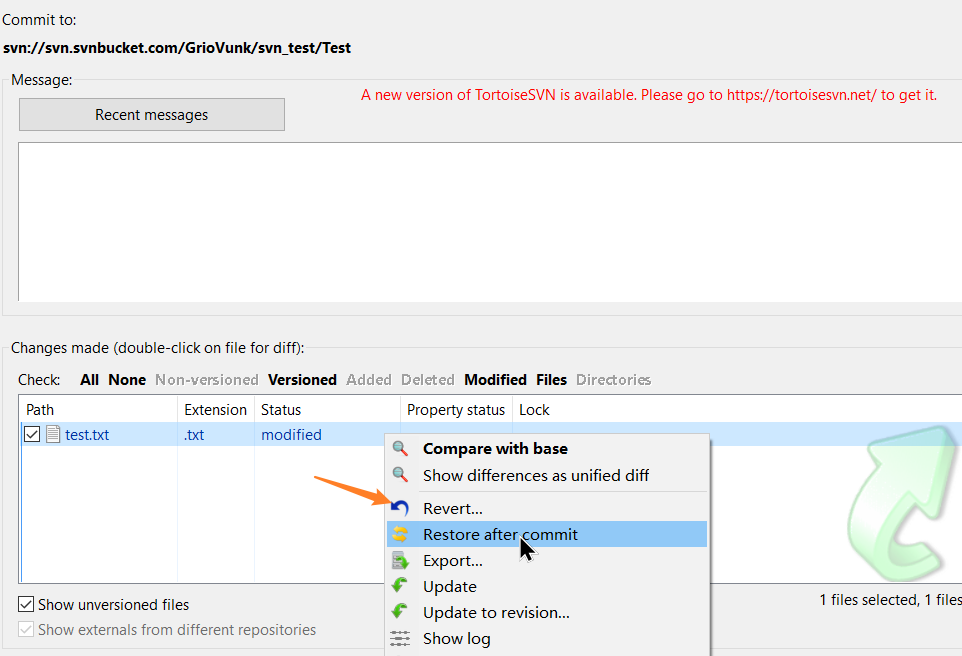 Commit to:
svn://svn.svnbucket.com/GrioVunk/svn_test/Test
Message:
A new version of TortoiseSVN is available. Please go to https://tortoisesvn.net/ to get it.
Recent messages
Changes made (double-click on file for diff):
Check: All None Non-versioned Versioned Added Deleted Modified Files Directories
Path Extension Status Property status Lock
test.txt .txt modified
Compare with base
Show differences as unified diff
Revert...
Restore after commit
Export...
Update
Update to revision...
Show log
Show unversioned files
1 files selected, 1 files
Show externals from different repositories